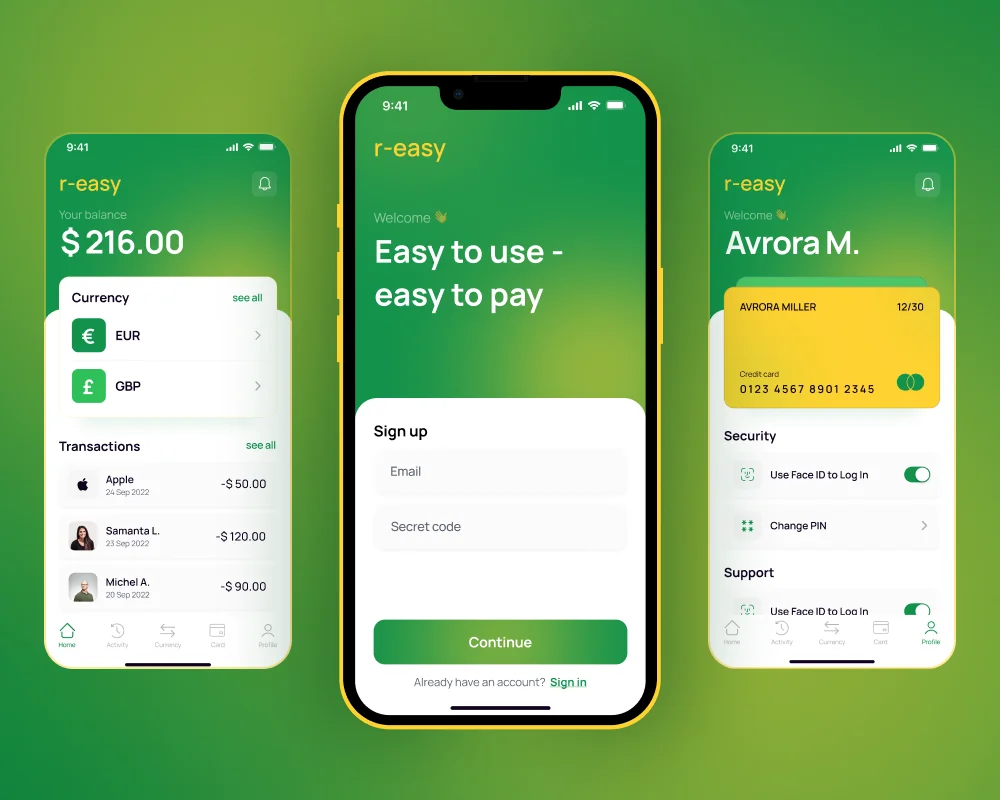 9:41
r-easy
Your balance
$ 216.00
Currency see all
€ EUR
£ GBP
Transactions see all
Apple
24 Sep 2022
-$ 50.00
Samanta L.
23 Sep 2022
-$ 120.00
Michel A.
20 Sep 2022
-$ 90.00
Home Activity Currency Card Profile
9:41
r-easy
Welcome 👋
Easy to use -
easy to pay
Sign up
Email
Secret code
Continue
Already have an account? Sign in
9:41
r-easy
Welcome 👋,
Avrora M.
AVRORA MILLER 12/30
Credit card
0123 4567 8901 2345
Security
Use Face ID to Log In
Change PIN
Support
Use Face ID to Log In
Home Activity Currency Card Profile